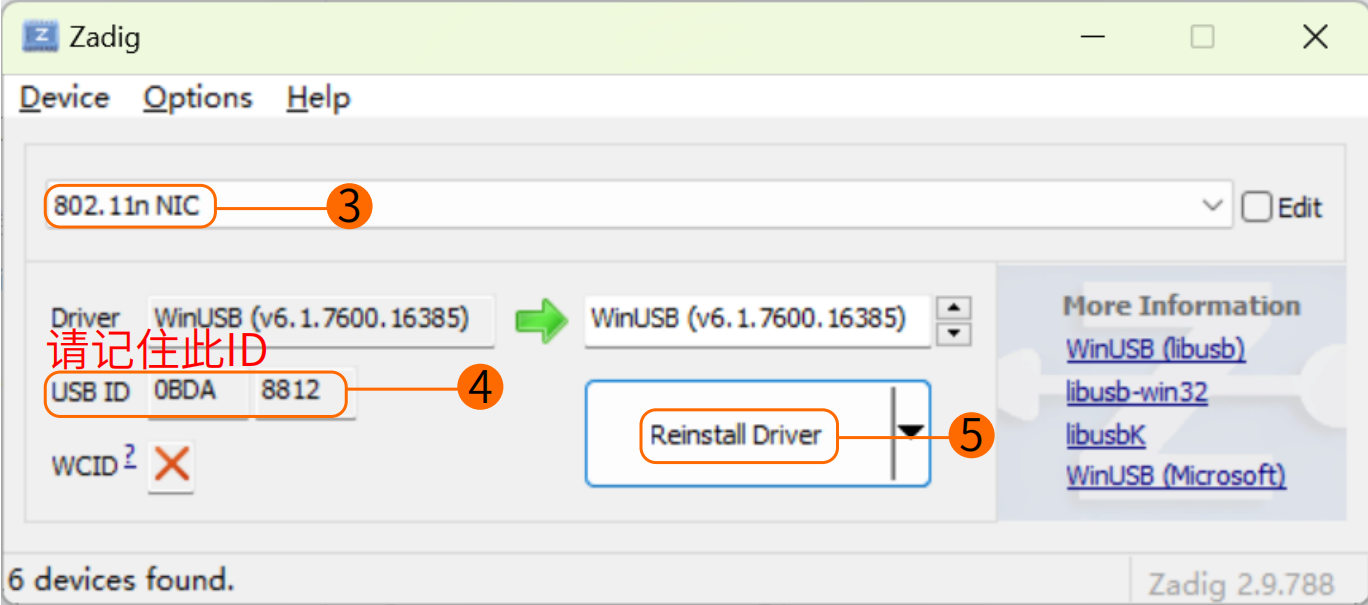 Zadig
Device Options Help
802.11n NIC 3
Edit
Driver WinUSB (v6.1.7600.16385) WinUSB (v6.1.7600.16385)
请记住此ID
USB ID 0BDA 8812 4
WCID ?
Reinstall Driver 5
More Information
WinUSB (libusb)
libusb-win32
libusbK
WinUSB (Microsoft)
6 devices found.
Zadig 2.9.788